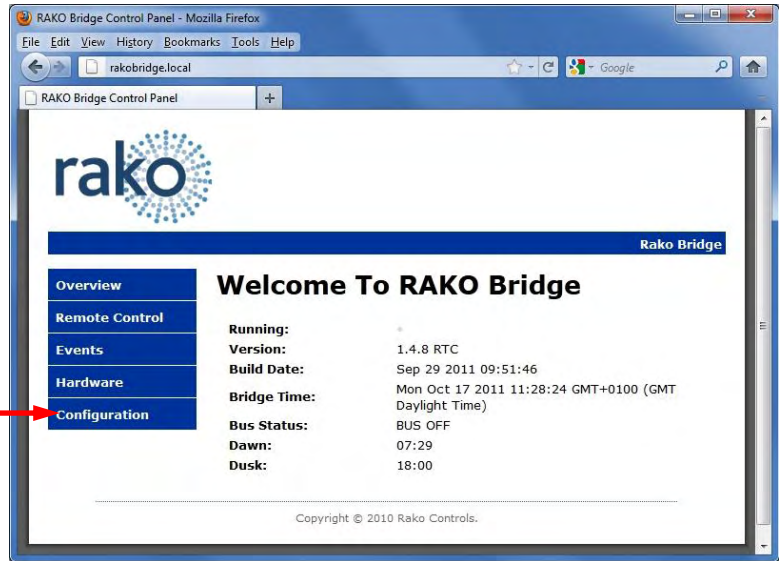 RAKO Bridge Control Panel - Mozilla Firefox
File Edit View History Bookmarks Tools Help
rakobridge.local
Google
RAKO Bridge Control Panel
rako
Rako Bridge
Overview
Remote Control
Events
Hardware
Configuration
Welcome To RAKO Bridge
Running:
Version: 1.4.8 RTC
Build Date: Sep 29 2011 09:51:46
Bridge Time: Mon Oct 17 2011 11:28:24 GMT+0100 (GMT
Daylight Time)
Bus Status: BUS OFF
Dawn: 07:29
Dusk: 18:00
Copyright © 2010 Rako Controls.